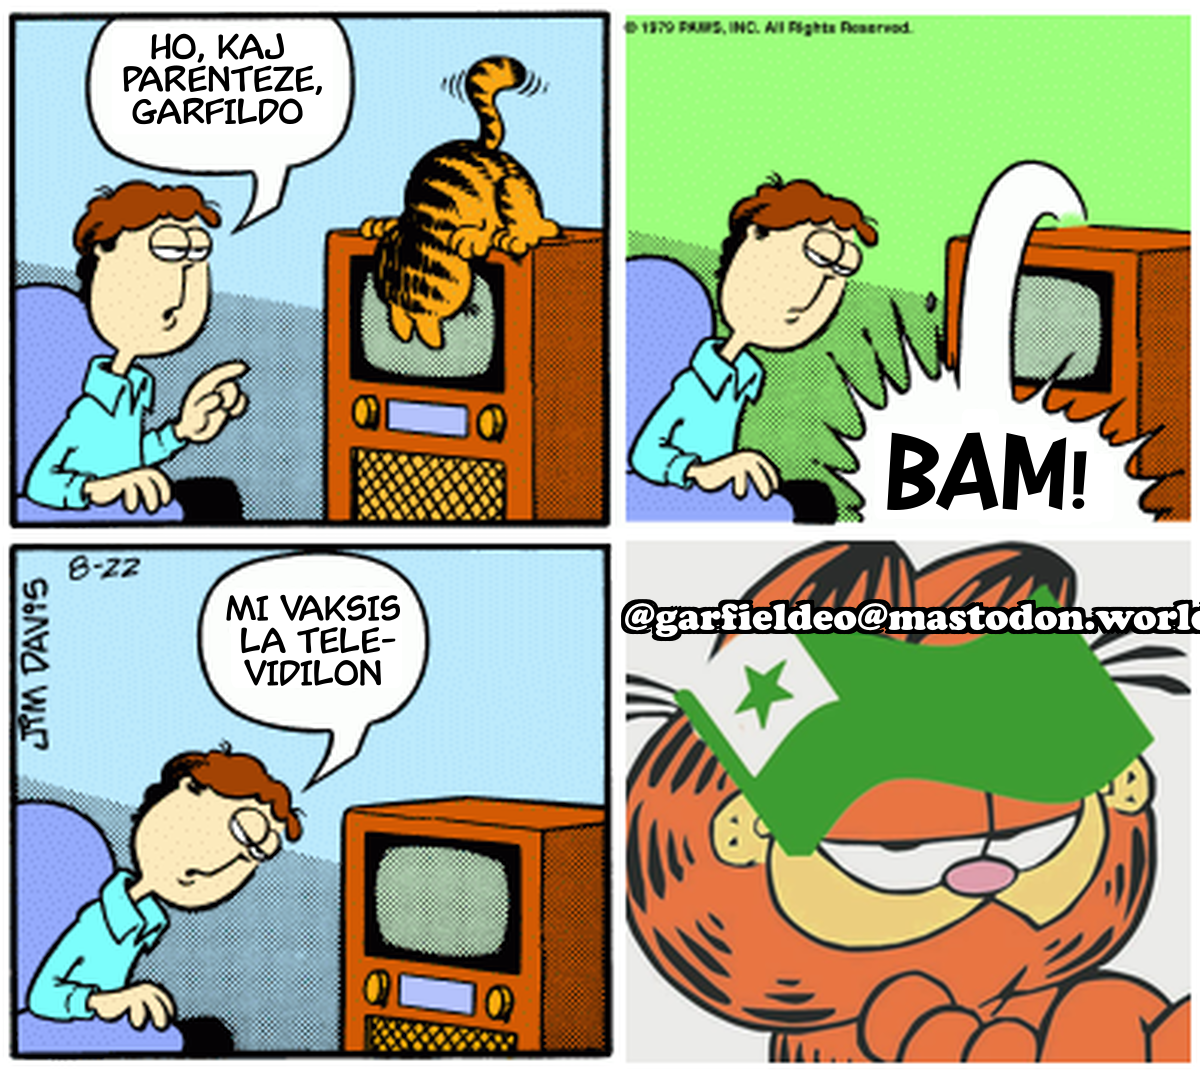 HO, KAJ
PARENTEZE,
GARFILDO
© 1979 PAWS, INC. All Rights Reserved.
BAM!
8-22
JIM DAVIS
MI VAKSIS
LA TELE-
VIDILON
@garfieldeo@mastodon.world